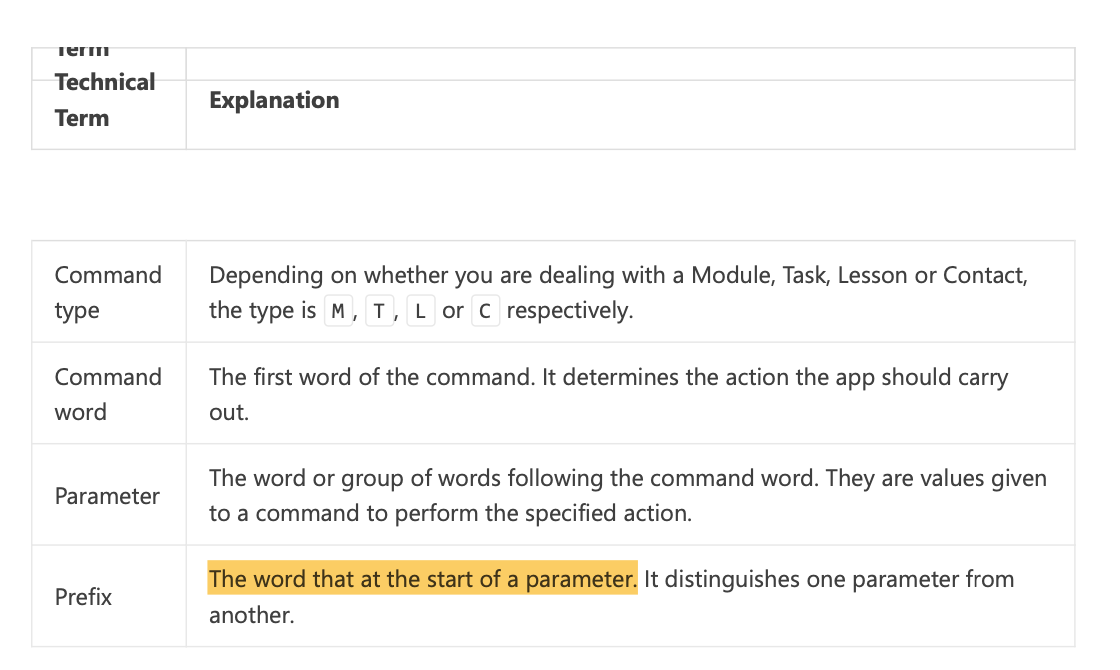 Term
Technical
Term
Explanation
Command
type
Depending on whether you are dealing with a Module, Task, Lesson or Contact,
the type is M, T, L or C respectively.
Command
word
The first word of the command. It determines the action the app should carry
out.
Parameter
The word or group of words following the command word. They are values given
to a command to perform the specified action.
Prefix
The word that at the start of a parameter. It distinguishes one parameter from
another.